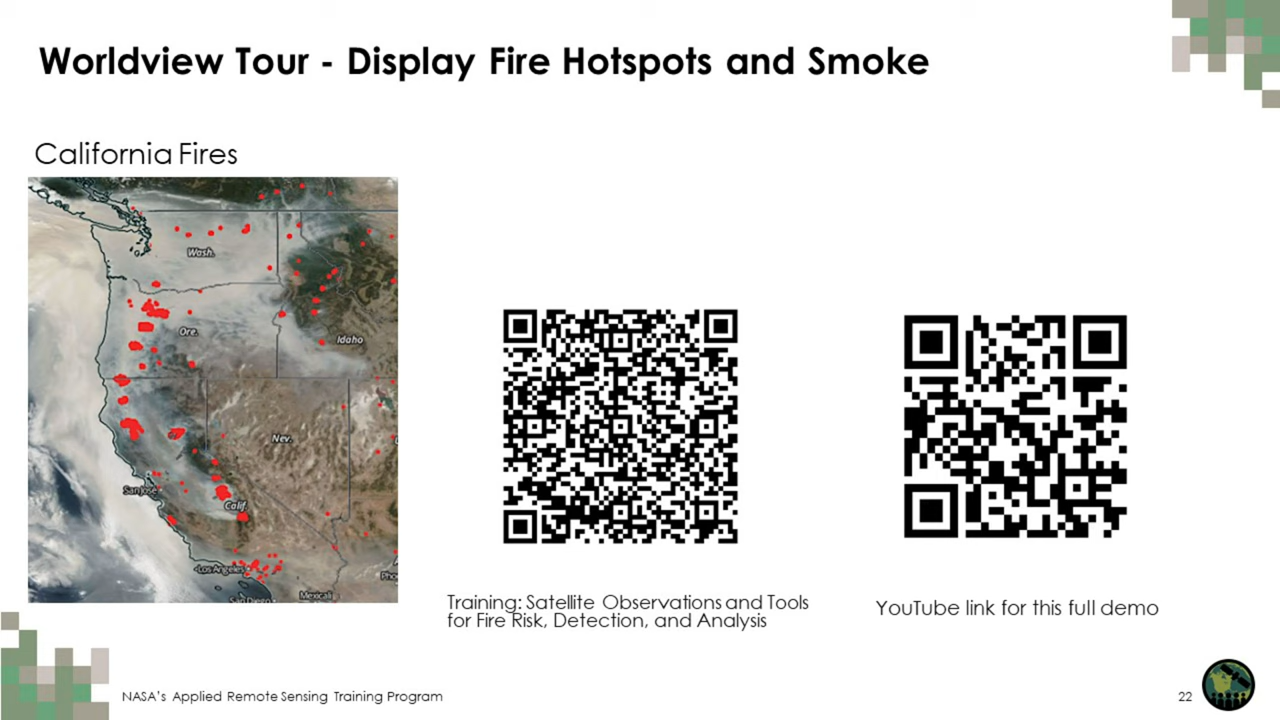 Worldview Tour - Display Fire Hotspots and Smoke
California Fires
Wash.
Ore.
Idaho
Nev.
San Jose
Calif.
Los Angeles
San Diego
Mexicali
Training: Satellite Observations and Tools
for Fire Risk, Detection, and Analysis
YouTube link for this full demo
NASA's Applied Remote Sensing Training Program
22